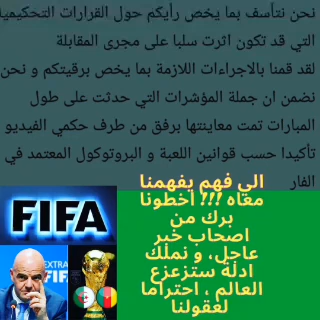 نحن نتأسف بما يخص رأيكم حول القرارات التحكيمية
التي قد تكون اثرت سلبا على مجرى المقابلة
لقد قمنا بالاجراءات اللازمة بما يخص برقيتكم و نحن
نضمن ان جملة المؤشرات التي حدثت على طول
المبارات تمت معاينتها برفق من طرف حكمي الفيديو
تأكيدا حسب قوانين اللعبة و البروتوكول المعتمد في
الفار
الي فهم يفهمنا
معاه !!! اخطونا
برك من
اصحاب خبر
عاجل، و نملك
ادلة ستزعزع
العالم ، احتراما
لعقولنا
FIFA
EXTRA
FIFA